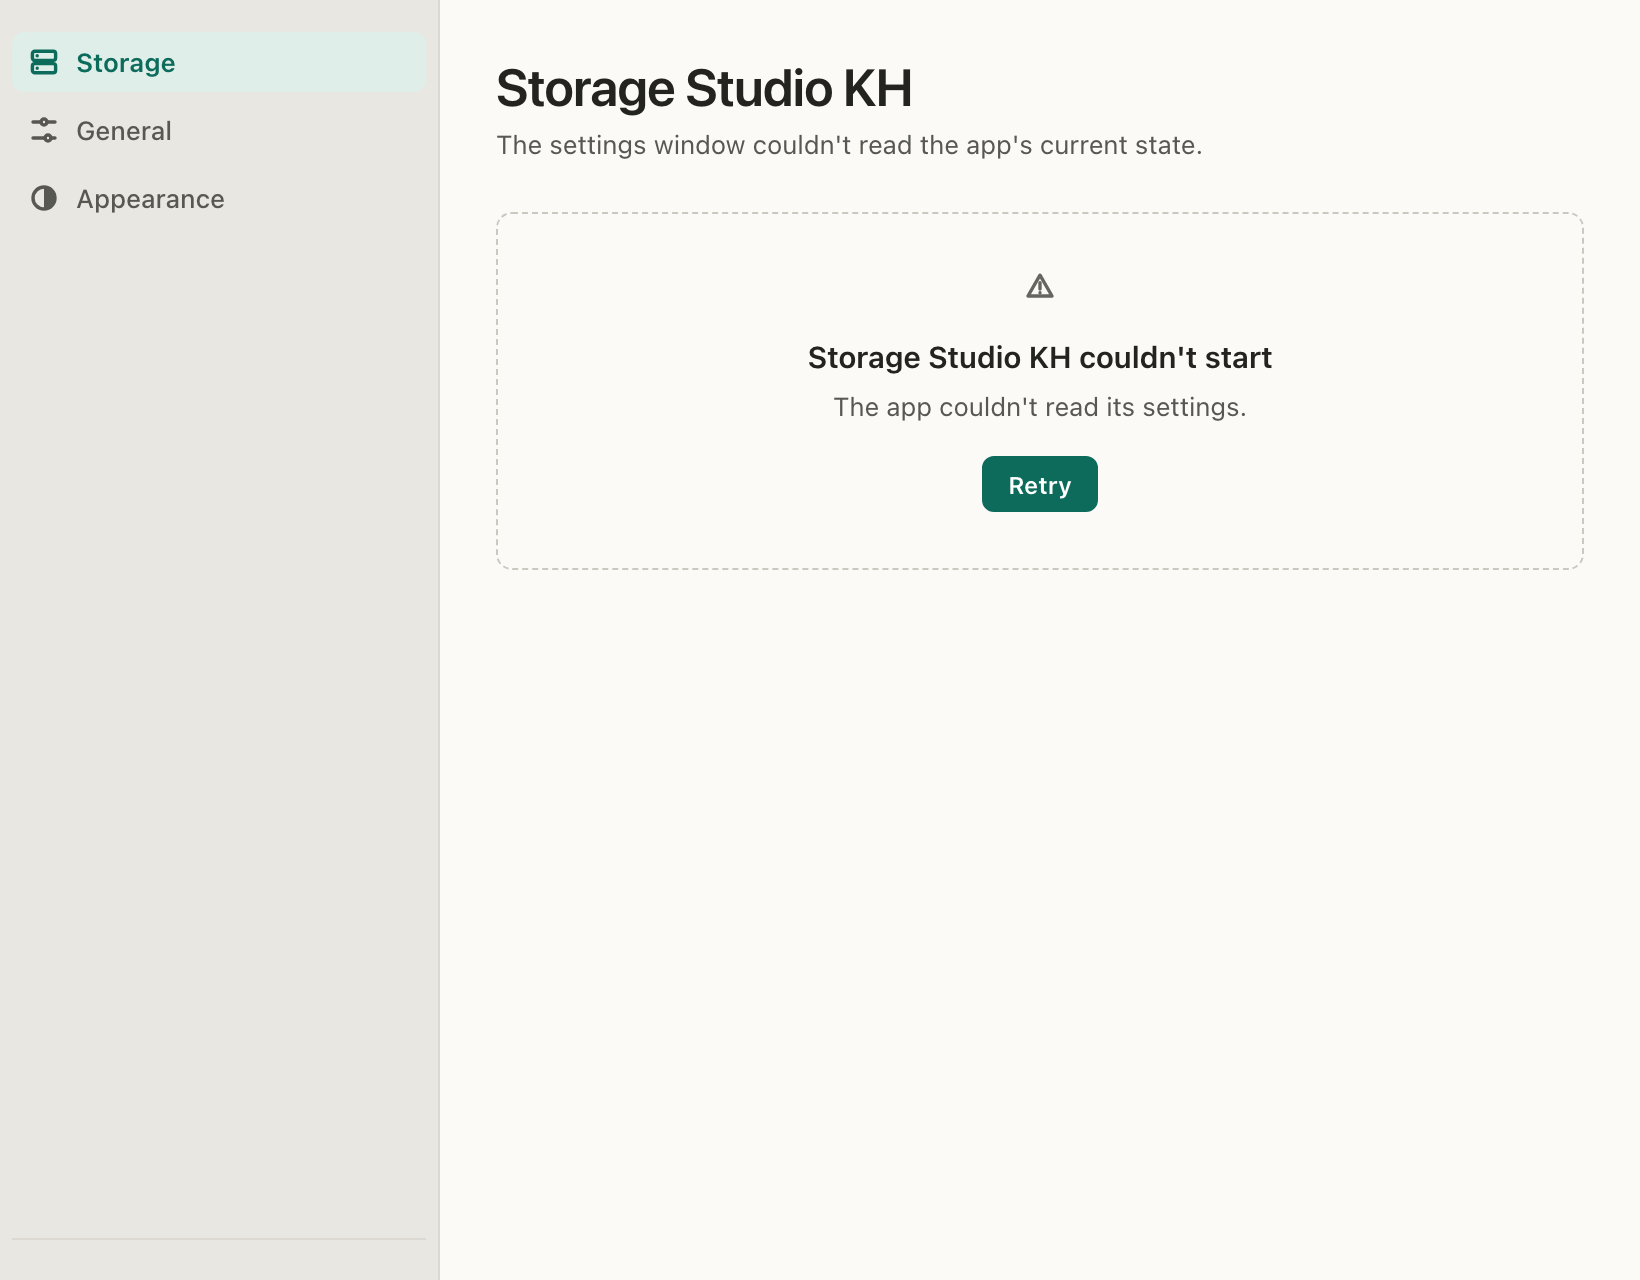 Storage
General
Appearance
Storage Studio KH
The settings window couldn't read the app's current state.
Storage Studio KH couldn't start
The app couldn't read its settings.
Retry